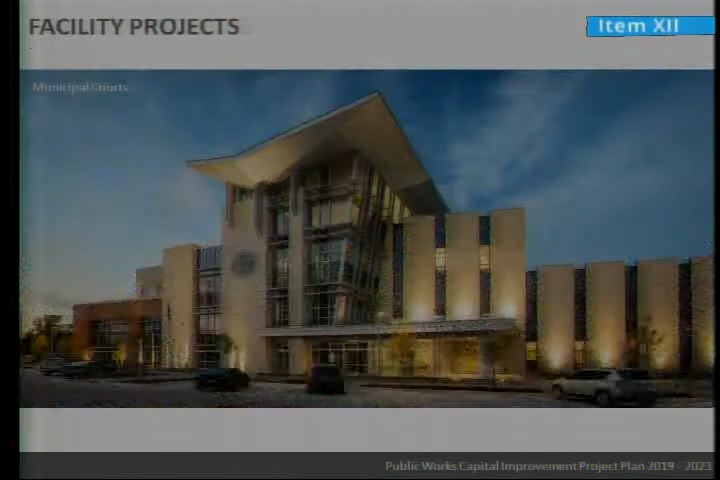 FACILITY PROJECTS
Item XII
Municipal Courts
Public Works Capital Improvement Project Plan 2019 - 2023